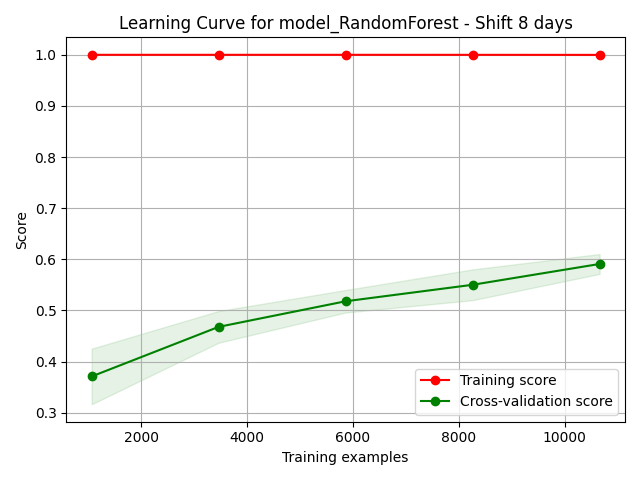 Learning Curve for model_RandomForest - Shift 8 days
1.0
0.9
0.8
0.7
0.6
0.5
0.4
0.3
Score
2000 4000 6000 8000 10000
Training examples
Training score
Cross-validation score